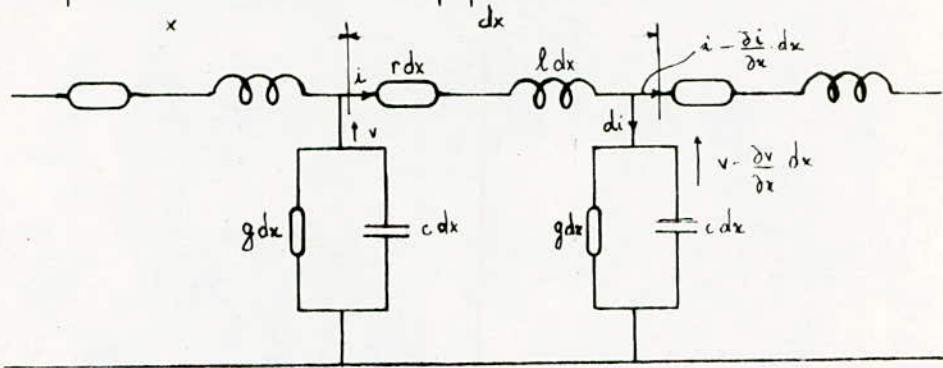 x
dx
i
r dx
l dx
i - ∂i/∂x · dx
v
di
v - ∂v/∂x dx
g dx
c dx
g dx
c dx